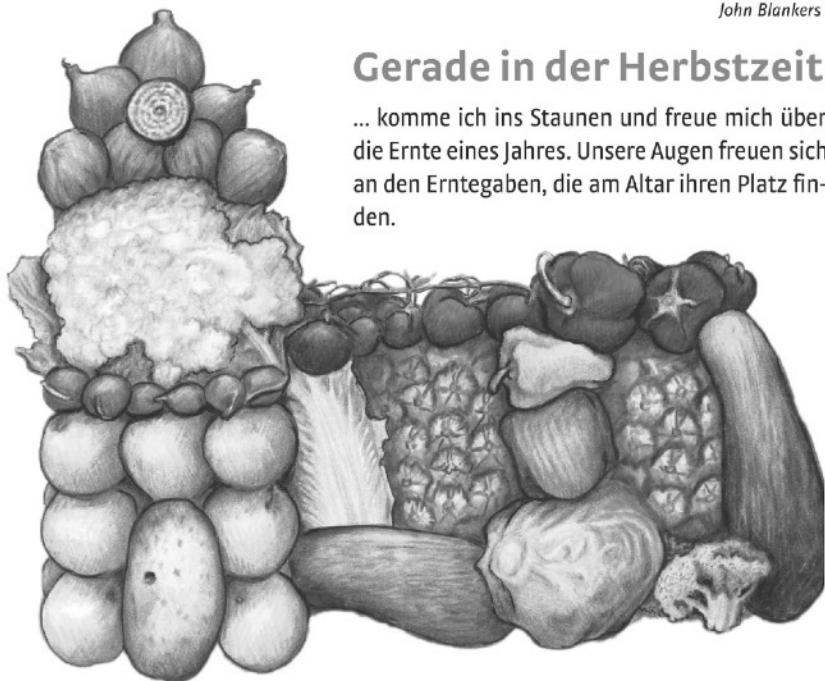 John Blankers
Gerade in der Herbstzeit
... komme ich ins Staunen und freue mich über
die Ernte eines Jahres. Unsere Augen freuen sich
an den Erntegaben, die am Altar ihren Platz fin-
den.